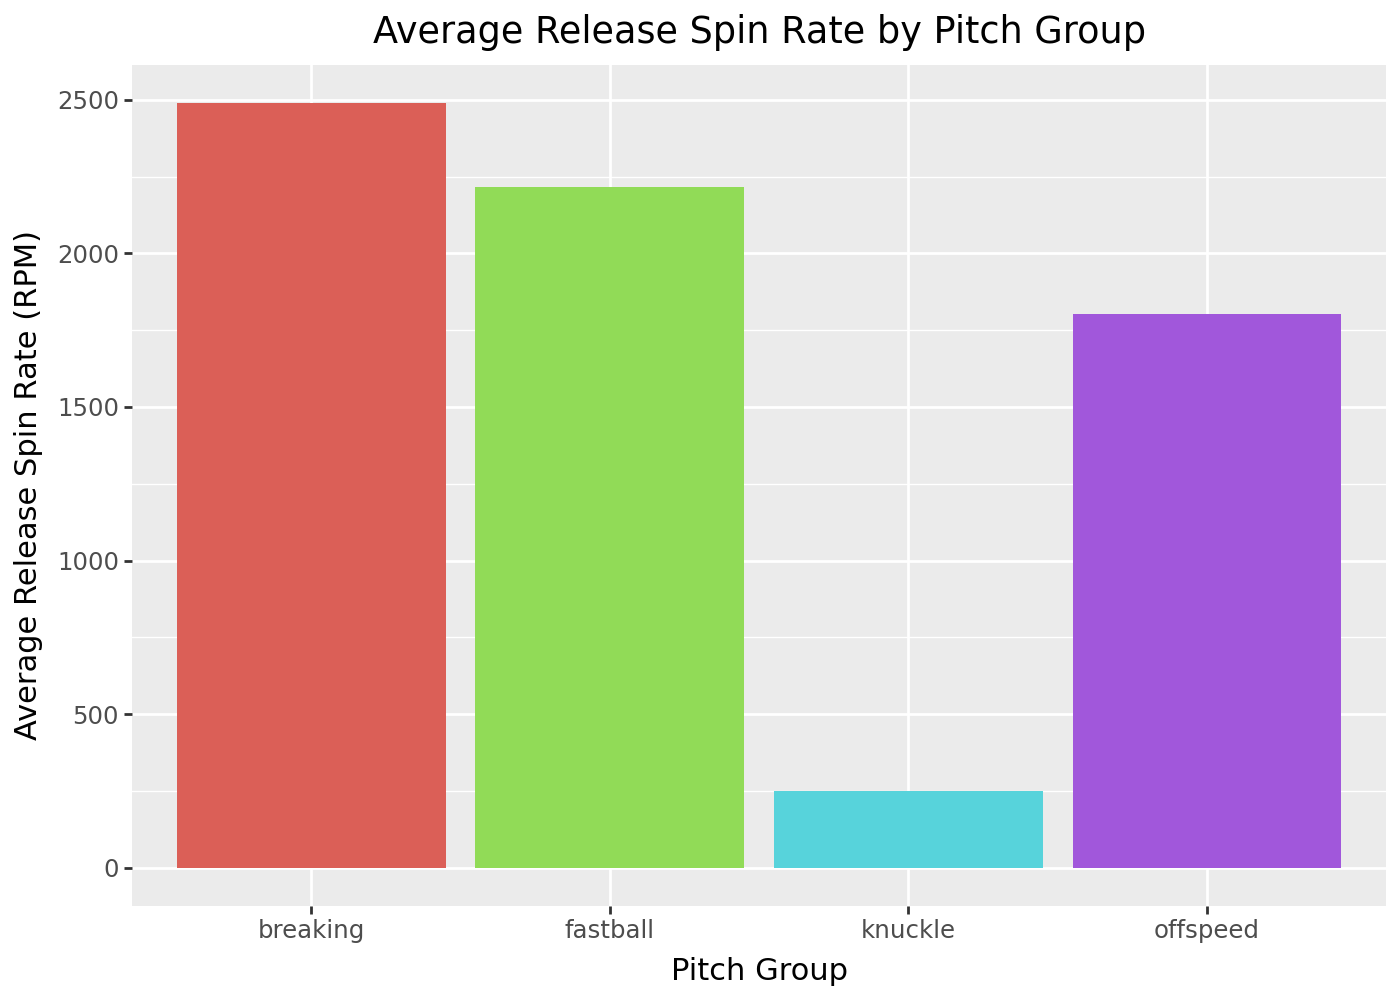 Average Release Spin Rate by Pitch Group
Average Release Spin Rate (RPM)
2500
2000
1500
1000
500
0
breaking
fastball
knuckle
offspeed
Pitch Group